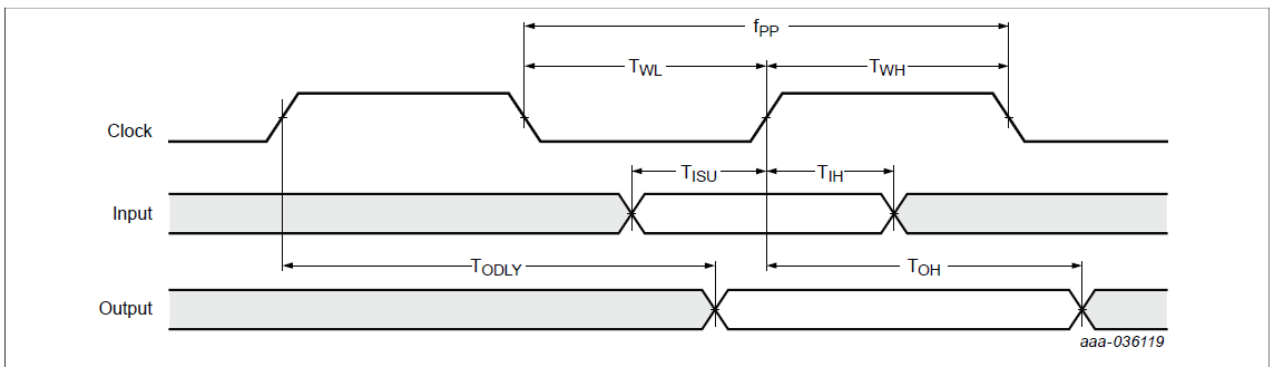 fPP
TWL
TWH
Clock
TISU
TIH
Input
TODLY
TOH
Output
aaa-036119